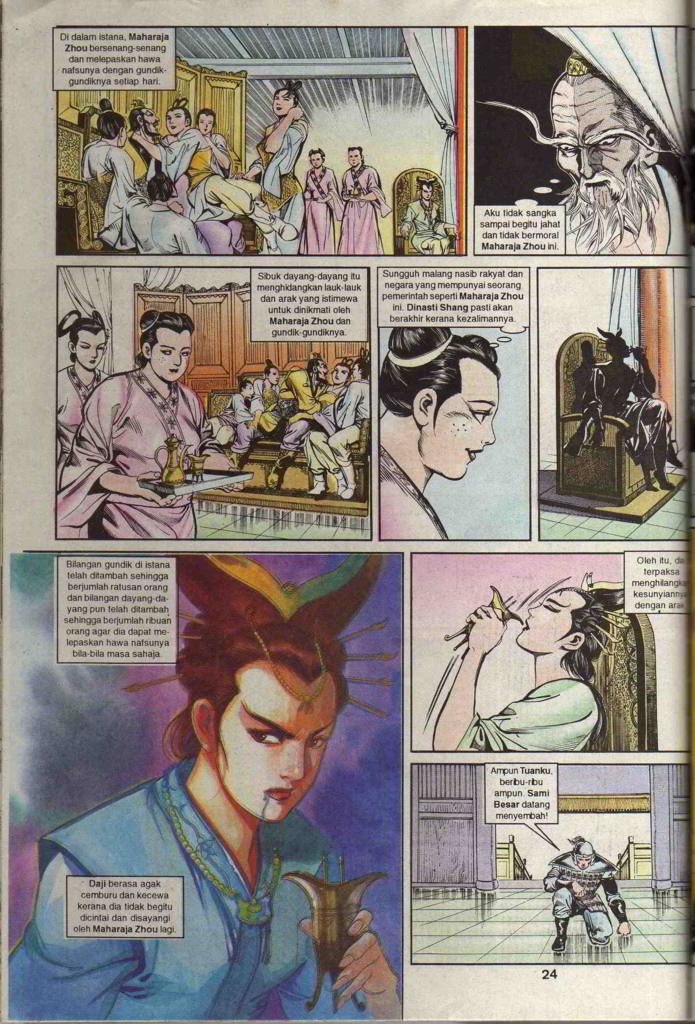 Di dalam istana, Maharaja
Zhou bersenang-senang
dan melepaskan hawa
nafsunya dengan gundik-
gundiknya setiap hari.
Aku tidak sangka
sampai begitu jahat
dan tidak bermoral
Maharaja Zhou ini.
Sibuk dayang-dayang itu
menghidangkan lauk-lauk
dan arak yang istimewa
untuk dinikmati oleh
Maharaja Zhou dan
gundik-gundiknya.
Sungguh malang nasib rakyat dan
negara yang mempunyai seorang
pemerintah seperti Maharaja Zhou
ini. Dinasti Shang pasti akan
berakhir kerana kezalimannya.
Bilangan gundik di istana
telah ditambah sehingga
berjumlah ratusan orang
dan bilangan dayang-da-
yang pun telah ditambah
sehingga berjumlah ribuan
orang agar dia dapat me-
lepaskan hawa nafsunya
bila-bila masa sahaja.
Daji berasa agak
cemburu dan kecewa
kerana dia tidak begitu
dicintai dan disayangi
oleh Maharaja Zhou lagi.
Oleh itu,
terpaksa
menghilangka
kesunyianny
dengan arak
Ampun Tuanku,
beribu-ribu
ampun. Sami
Besar datang
menyembah!
24